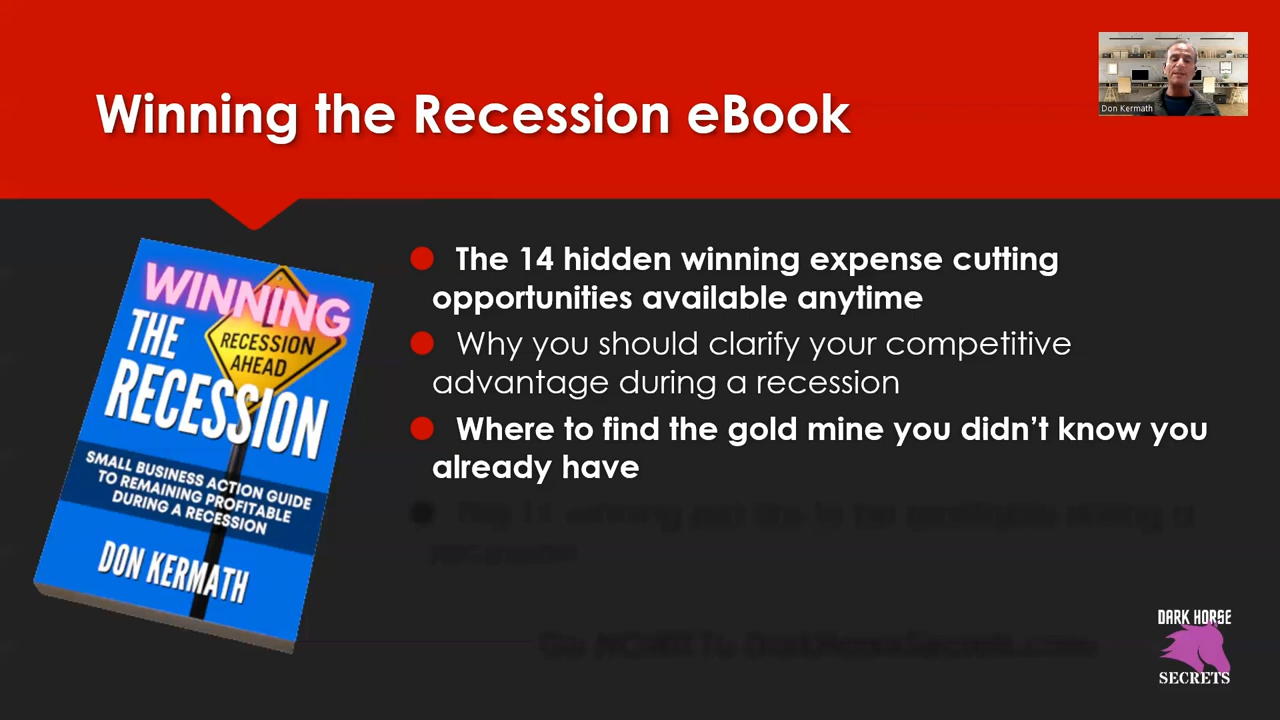 Winning the Recession eBook
Don Kermath
WINNING
THE
RECESSION
RECESSION
AHEAD
SMALL BUSINESS ACTION GUIDE
TO REMAINING PROFITABLE
DURING A RECESSION
DON KERMATH
The 14 hidden winning expense cutting
opportunities available anytime
Why you should clarify your competitive
advantage during a recession
Where to find the gold mine you didn’t know you
already have
DARK HORSE
SECRETS